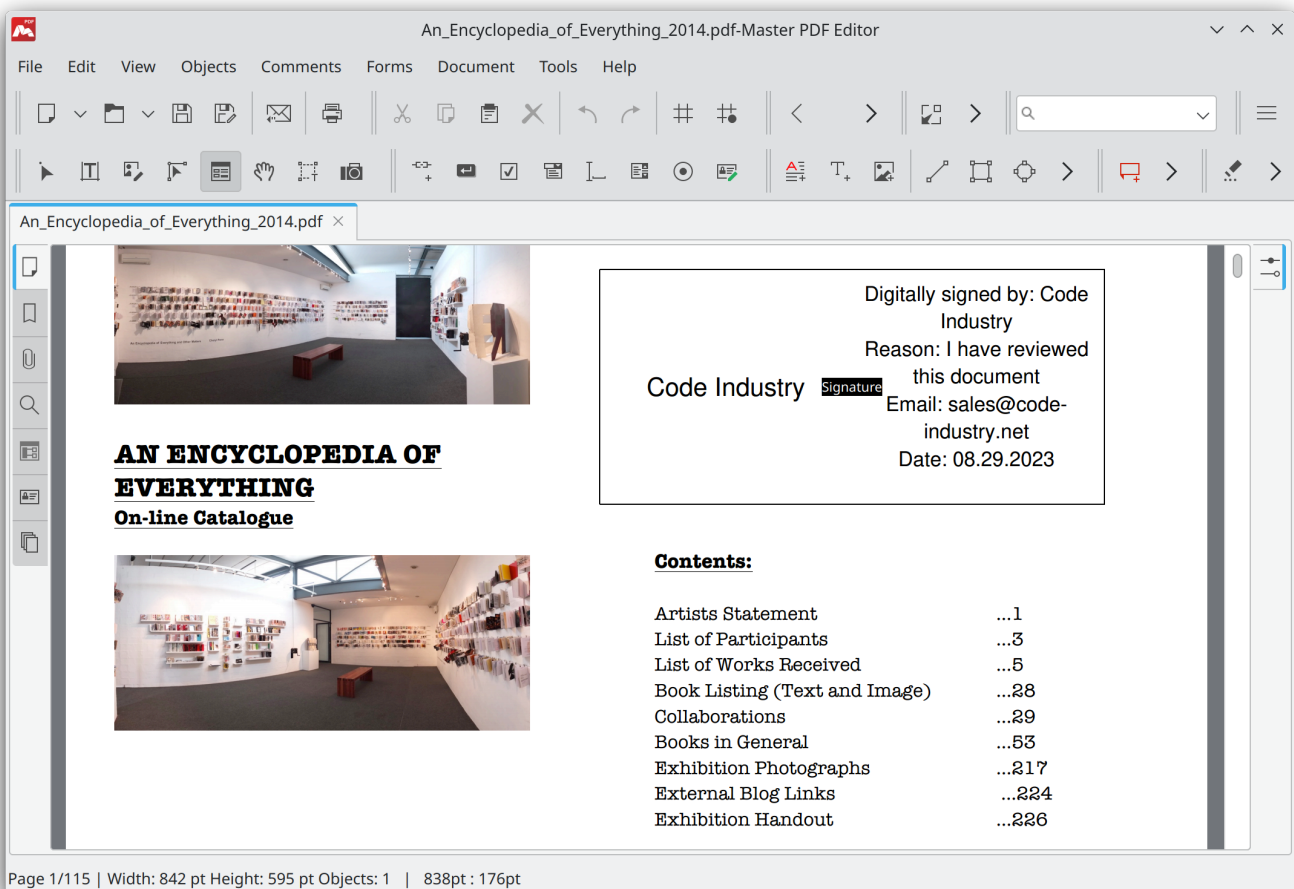 PDF
An_Encyclopedia_of_Everything_2014.pdf-Master PDF Editor
File Edit View Objects Comments Forms Document Tools Help
An_Encyclopedia_of_Everything_2014.pdf
AN ENCYCLOPEDIA OF
EVERYTHING
On-line Catalogue
Code Industry
Signature
Digitally signed by: Code
Industry
Reason: I have reviewed
this document
Email: sales@code-
industry.net
Date: 08.29.2023
Contents:
Artists Statement ...1
List of Participants ...3
List of Works Received ...5
Book Listing (Text and Image) ...28
Collaborations ...29
Books in General ...53
Exhibition Photographs ...217
External Blog Links ...224
Exhibition Handout ...226
Page 1/115 | Width: 842 pt Height: 595 pt Objects: 1 | 838pt : 176pt